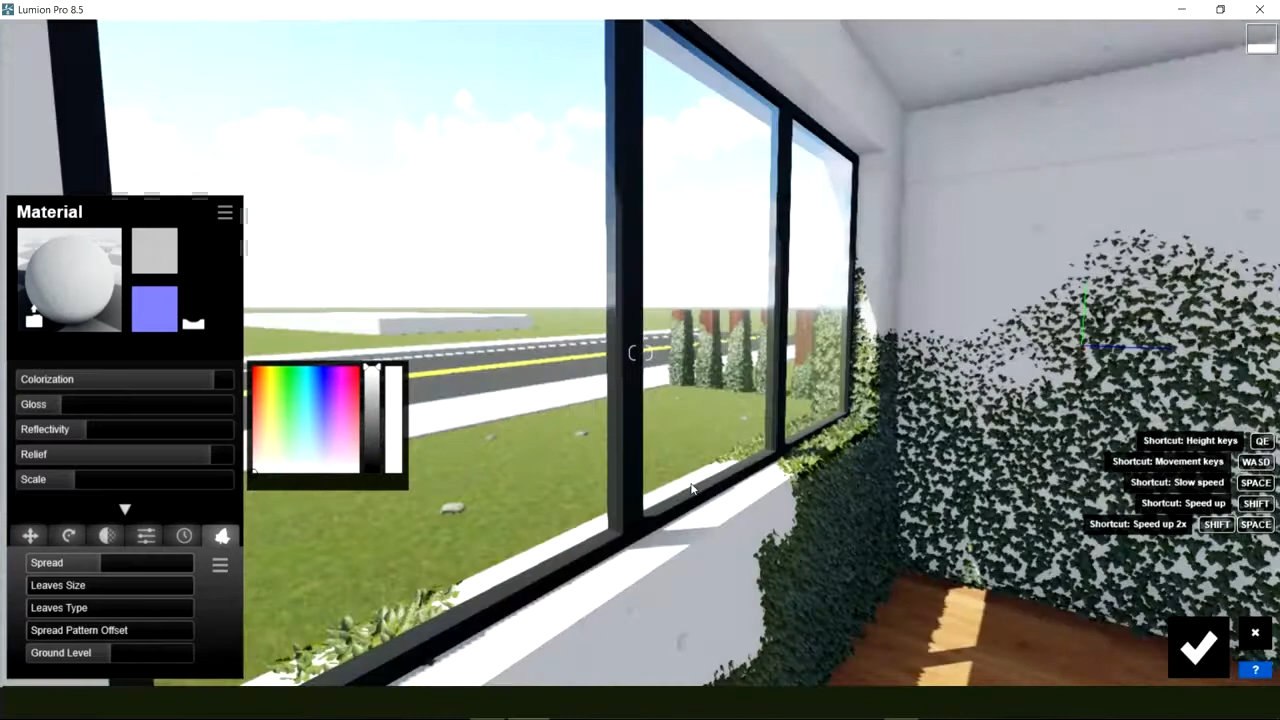 Lumion Pro 8.5
Material
Colorization
Gloss
Reflectivity
Relief
Scale
Spread
Leaves Size
Leaves Type
Spread Pattern Offset
Ground Level
Shortcut: Height keys QE
Shortcut: Movement keys WASD
Shortcut: Slow speed SPACE
Shortcut: Speed up SHIFT
Shortcut: Speed up 2x SHIFT SPACE
?